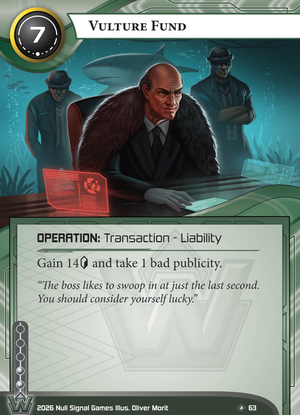 7
Vulture Fund
OPERATION: Transaction - Liability
Gain 14 and take 1 bad publicity.
“The boss likes to swoop in at just the last second.
You should consider yourself lucky.”
2026 Null Signal Games Illus. Oliver Morit
63